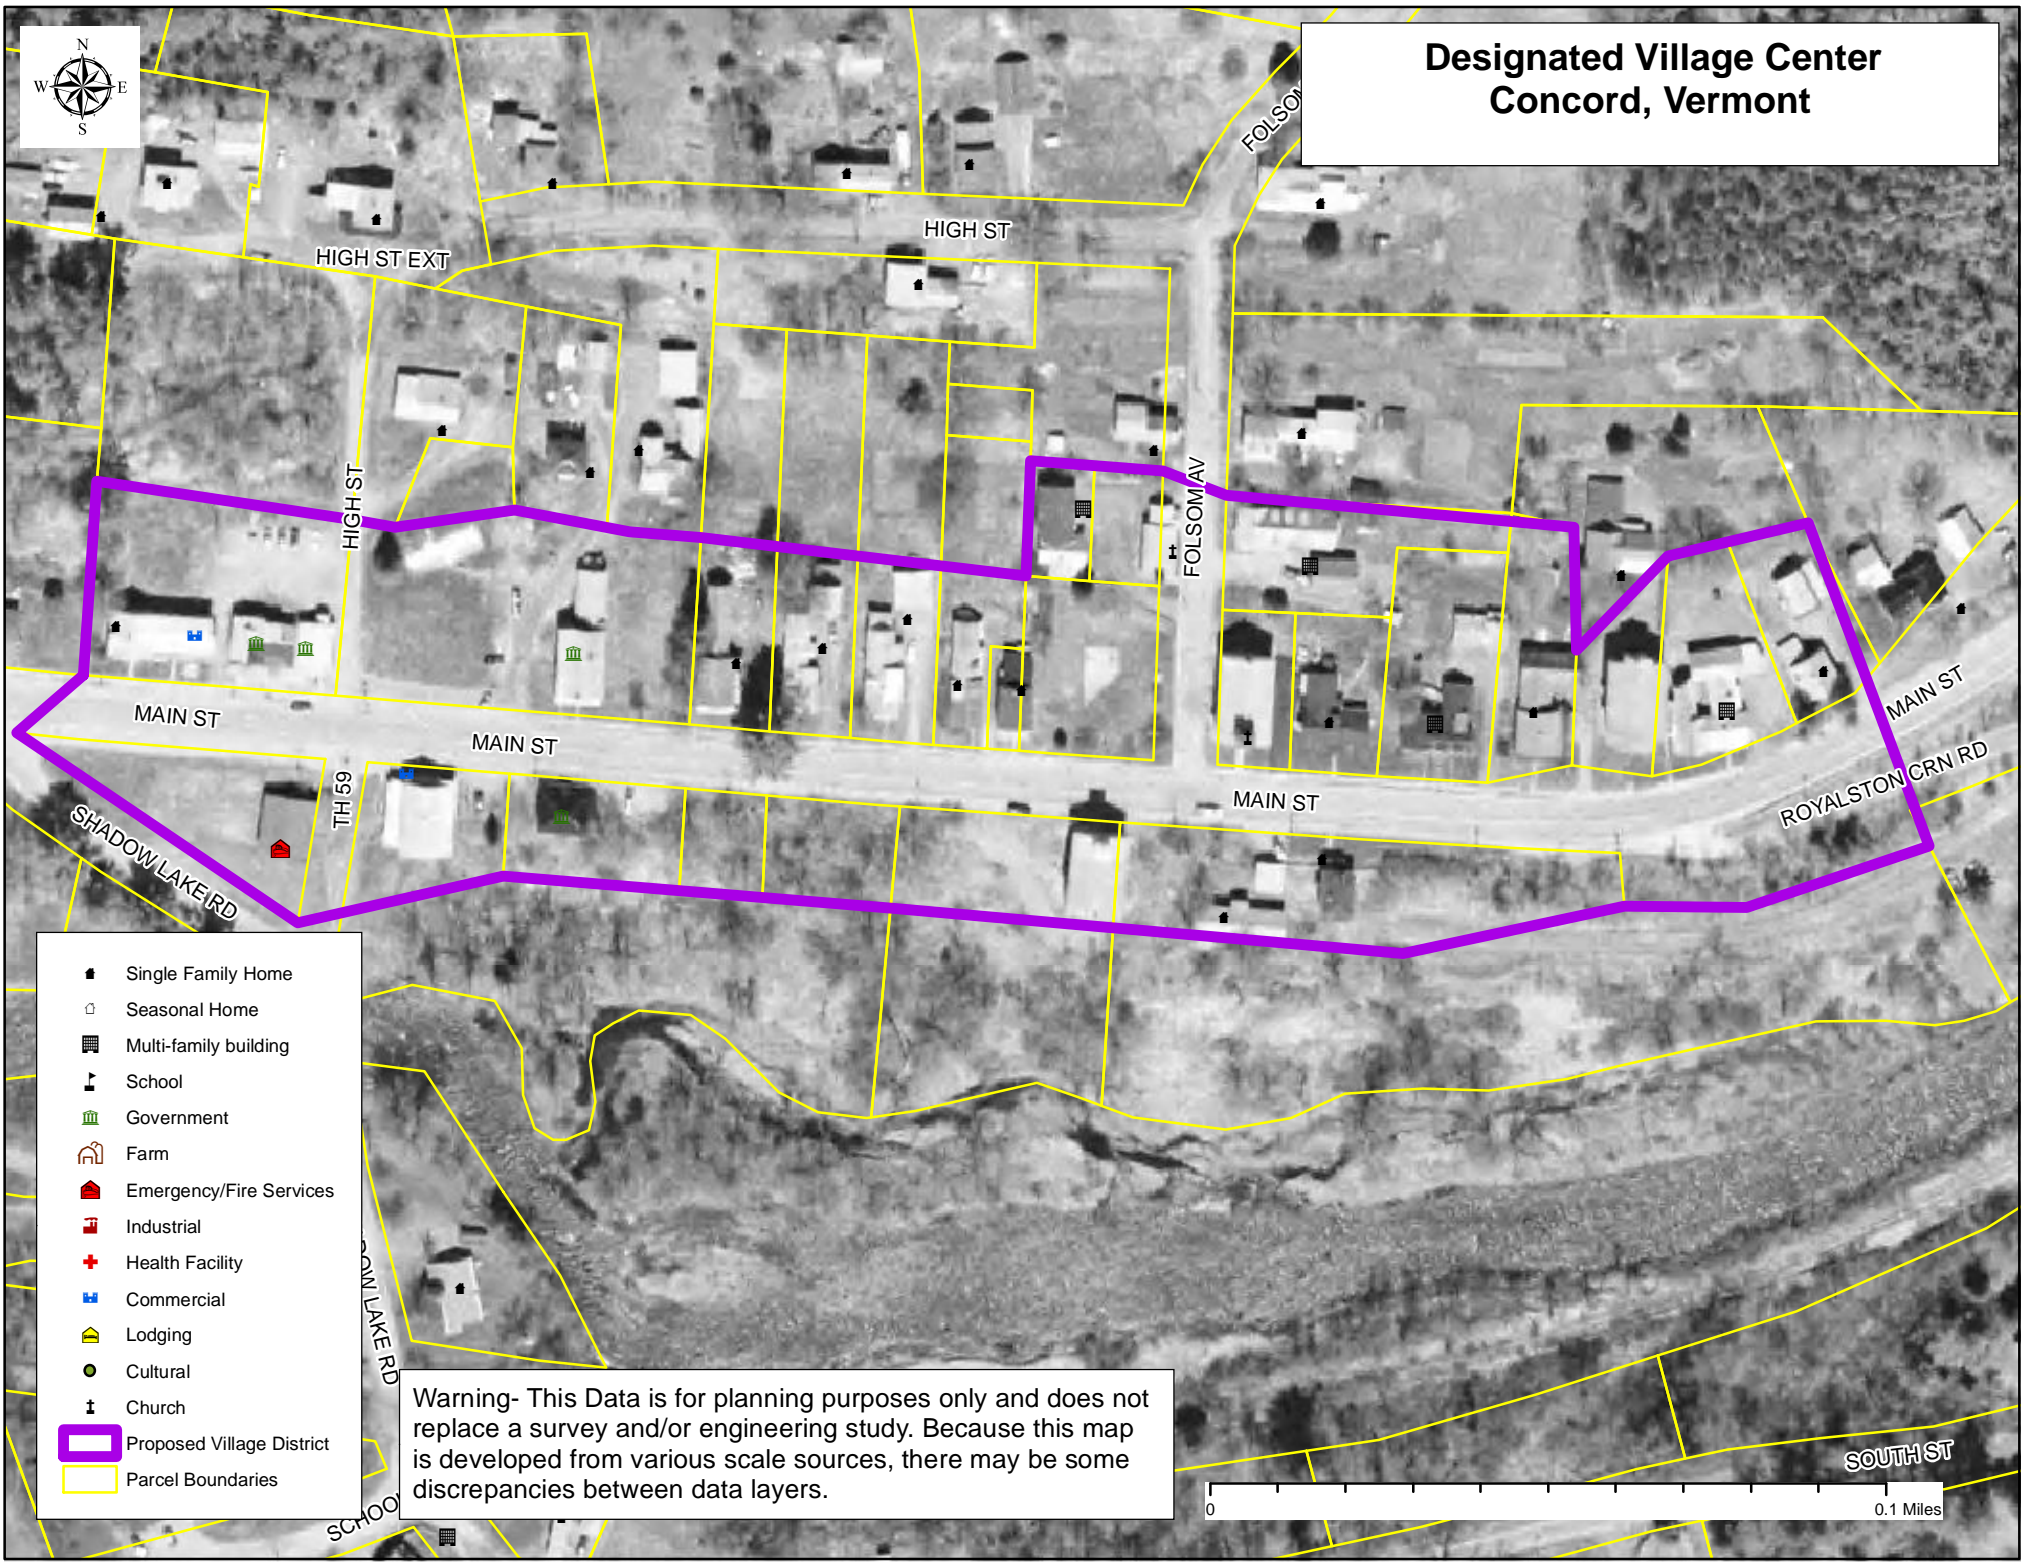 Designated Village Center
Concord, Vermont
N
W
E
S
FOLSOM
HIGH ST
HIGH ST EXT
HIGH ST
FOLSOM AV
MAIN ST
MAIN ST
MAIN ST
MAIN ST
ROYALSTON CRN RD
TH 59
SHADOW LAKE RD
Single Family Home
Seasonal Home
Multi-family building
School
Government
Farm
Emergency/Fire Services
Industrial
Health Facility
Commercial
Lodging
Cultural
Church
Proposed Village District
Parcel Boundaries
DOW LAKE RD
Warning- This Data is for planning purposes only and does not
replace a survey and/or engineering study. Because this map
is developed from various scale sources, there may be some
discrepancies between data layers.
SCHOO
SOUTH ST
0
0.1 Miles